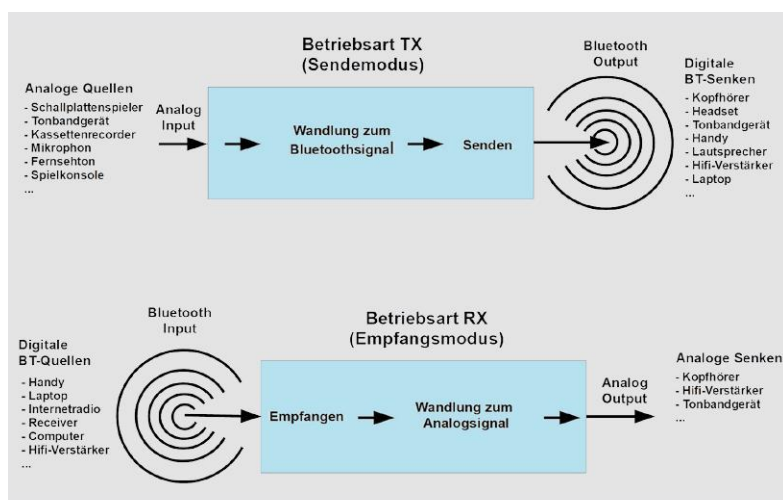 Betriebsart TX
(Sendemodus)
Bluetooth
Output
Analoge Quellen
- Schallplattenspieler
- Tonbandgerät
- Kassettenrecorder
- Mikrophon
- Fernsehton
- Spielkonsole
...
Analog
Input
Wandlung zum
Bluetoothsignal
Senden
Digitale
BT-Senken
- Kopfhörer
- Headset
- Tonbandgerät
- Handy
- Lautsprecher
- Hifi-Verstärker
- Laptop
...
Bluetooth
Input
Betriebsart RX
(Empfangsmodus)
Digitale
BT-Quellen
- Handy
- Laptop
- Internetradio
- Receiver
- Computer
- Hifi-Verstärker
...
Empfangen
Wandlung zum
Analogsignal
Analog
Output
Analoge Senken
- Kopfhörer
- Hifi-Verstärker
- Tonbandgerät
...